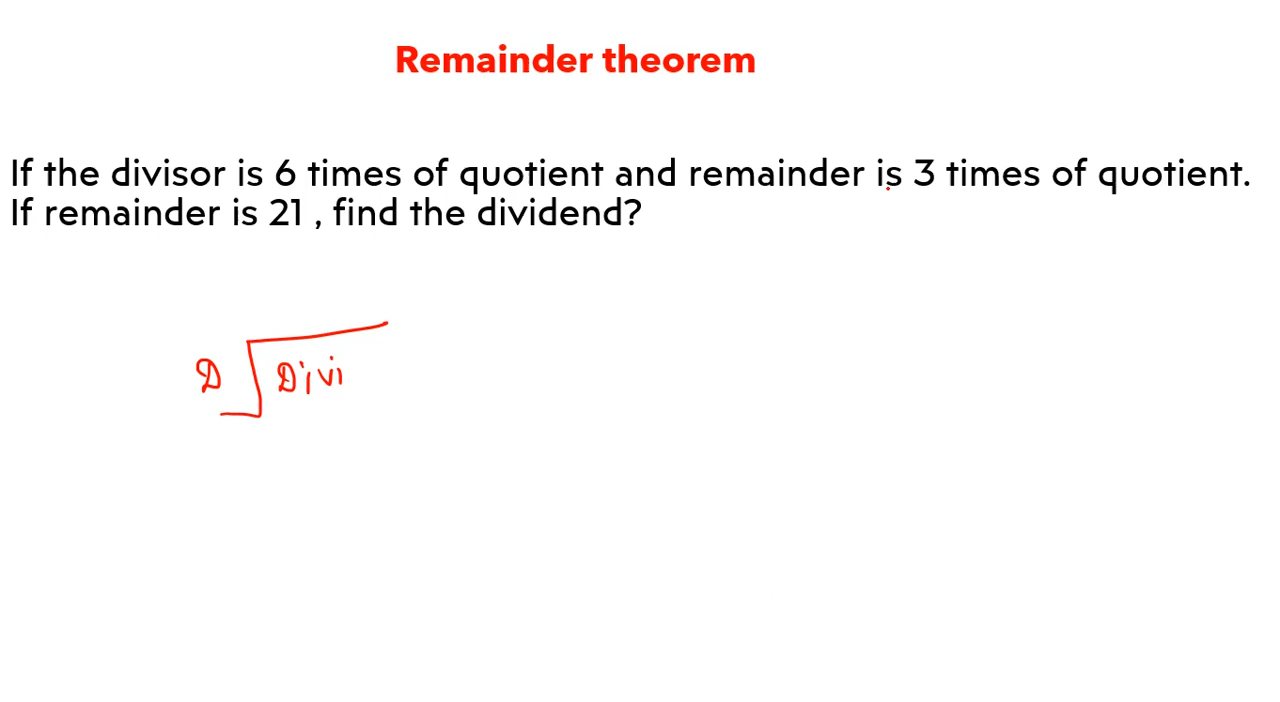 Remainder theorem
If the divisor is 6 times of quotient and remainder is 3 times of quotient.
If remainder is 21 , find the dividend?
D Divi